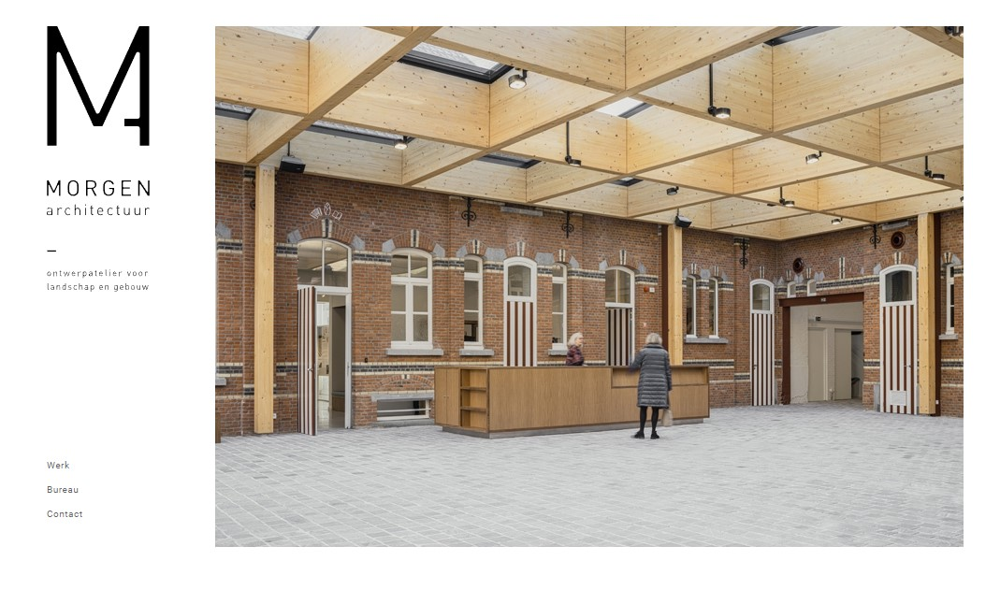 MORGEN
architectuur
ontwerpatelier voor
landschap en gebouw
Werk
Bureau
Contact